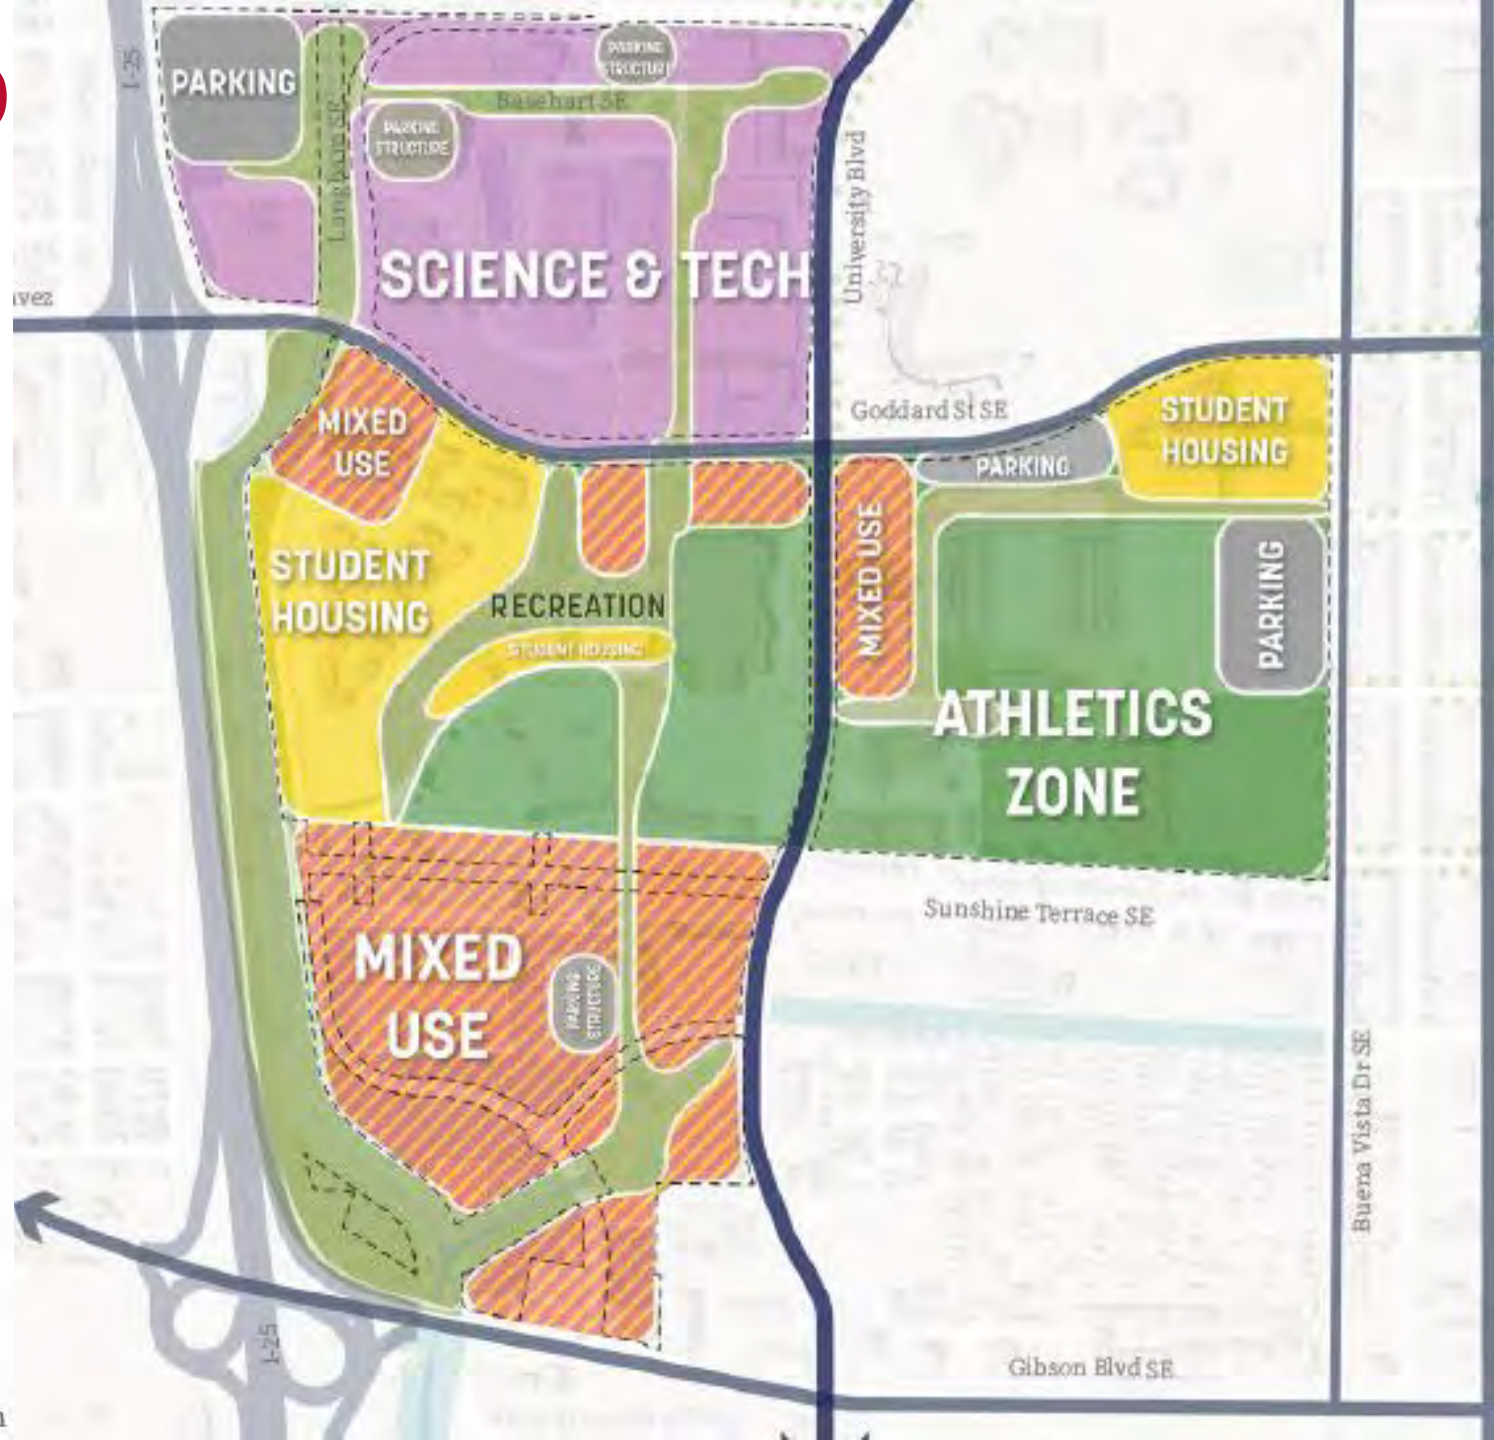 I-25
PARKING
PARKING
STRUCTURE
Basehart SE
PARKING
STRUCTURE
Langham SE
University Blvd
SCIENCE & TECH
vez
Goddard St SE
MIXED
USE
STUDENT
HOUSING
PARKING
STUDENT
HOUSING
MIXED USE
PARKING
RECREATION
STUDENT HOUSING
ATHLETICS
ZONE
Sunshine Terrace SE
MIXED
USE
PARKING
STRUCTURE
Buena Vista Dr SE
I-25
Gibson Blvd SE